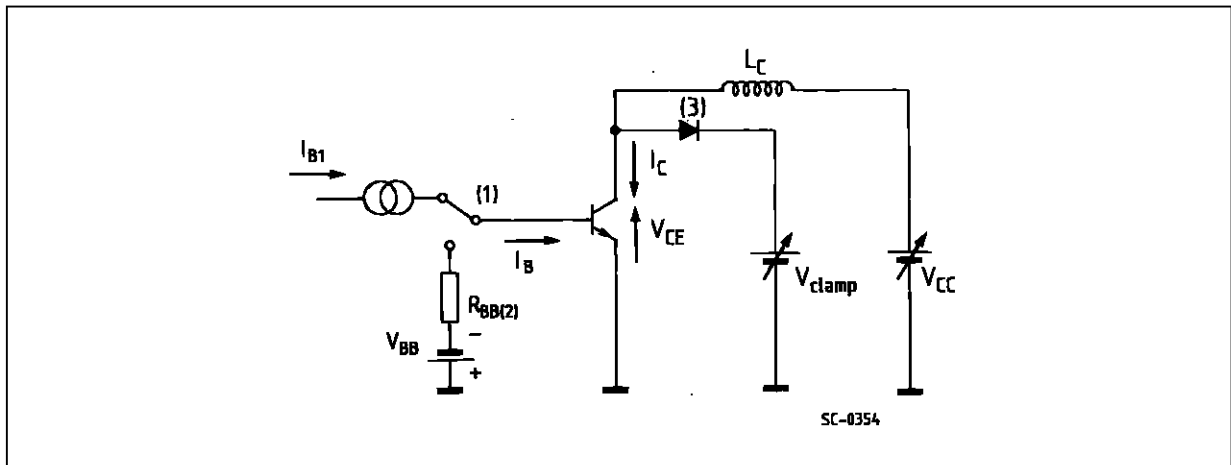 L_C
(3)
I_B1
I_C
(1)
V_CE
I_B
V_clamp
V_CC
R_BB(2)
V_BB
−
+
SC-0354